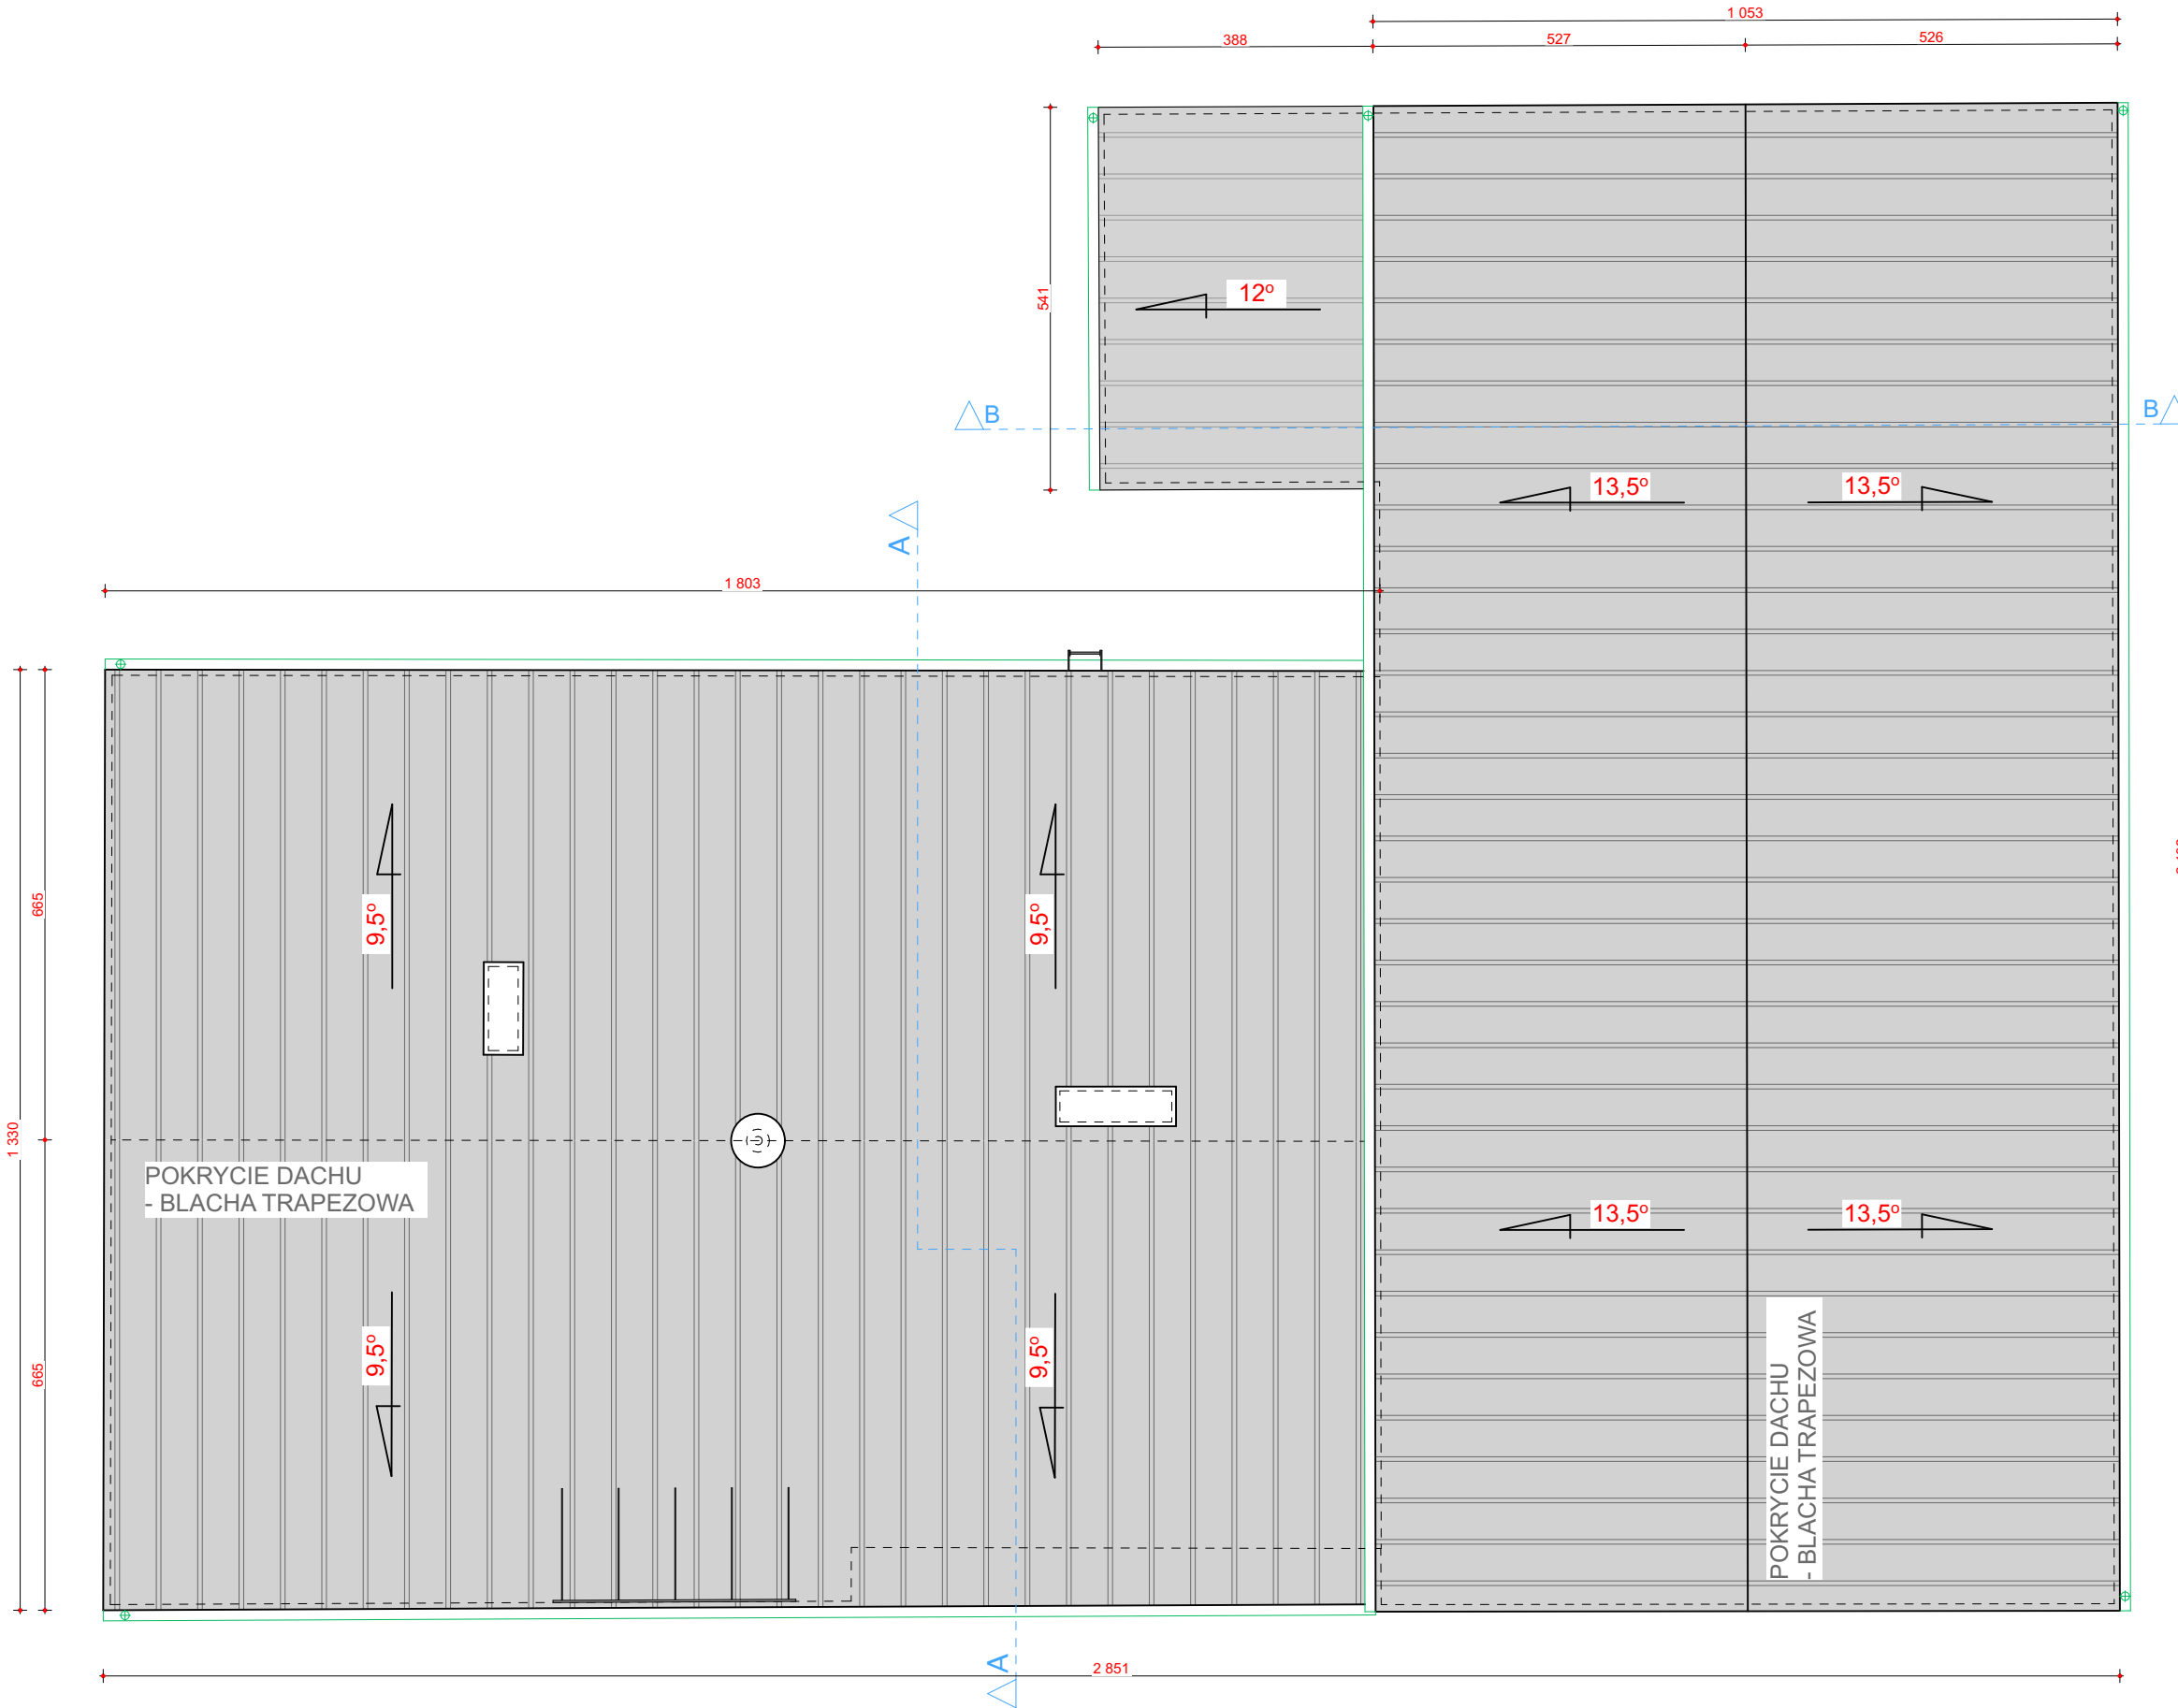 1 053
388
527
526
541
12º
B
B
13,5º
13,5º
A
1 803
665
9,5º
9,5º
1 330
POKRYCIE DACHU
- BLACHA TRAPEZOWA
13,5º
13,5º
665
9,5º
9,5º
POKRYCIE DACHU
- BLACHA TRAPEZOWA
A
2 851